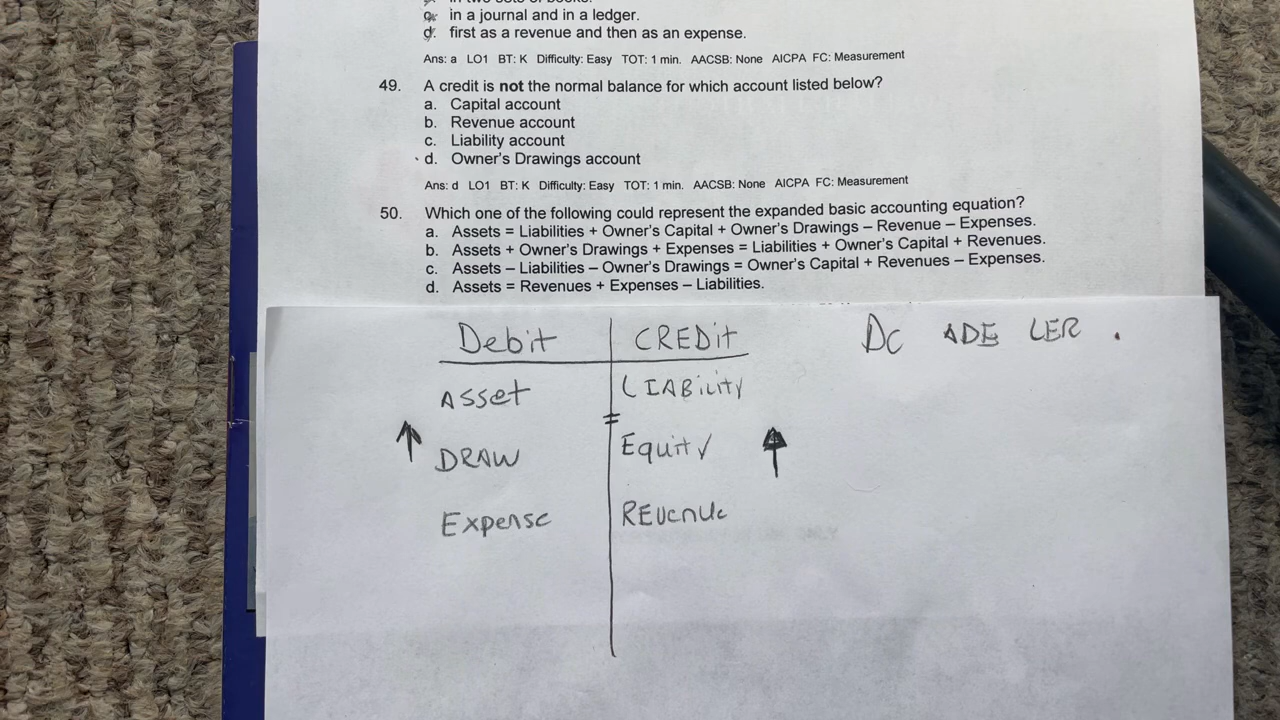 in two sets of books.
c. in a journal and in a ledger.
d. first as a revenue and then as an expense.
Ans: a LO1 BT: K Difficulty: Easy TOT: 1 min. AACSB: None AICPA FC: Measurement
49. A credit is not the normal balance for which account listed below?
a. Capital account
b. Revenue account
c. Liability account
d. Owner's Drawings account
Ans: d LO1 BT: K Difficulty: Easy TOT: 1 min. AACSB: None AICPA FC: Measurement
50. Which one of the following could represent the expanded basic accounting equation?
a. Assets = Liabilities + Owner's Capital + Owner's Drawings – Revenue – Expenses.
b. Assets + Owner's Drawings + Expenses = Liabilities + Owner's Capital + Revenues.
c. Assets – Liabilities – Owner's Drawings = Owner's Capital + Revenues – Expenses.
d. Assets = Revenues + Expenses – Liabilities.
Debit CREDit DC ADE LER .
Asset LIABility
=
↑ DRAW Equity ↑
Expense REVenue